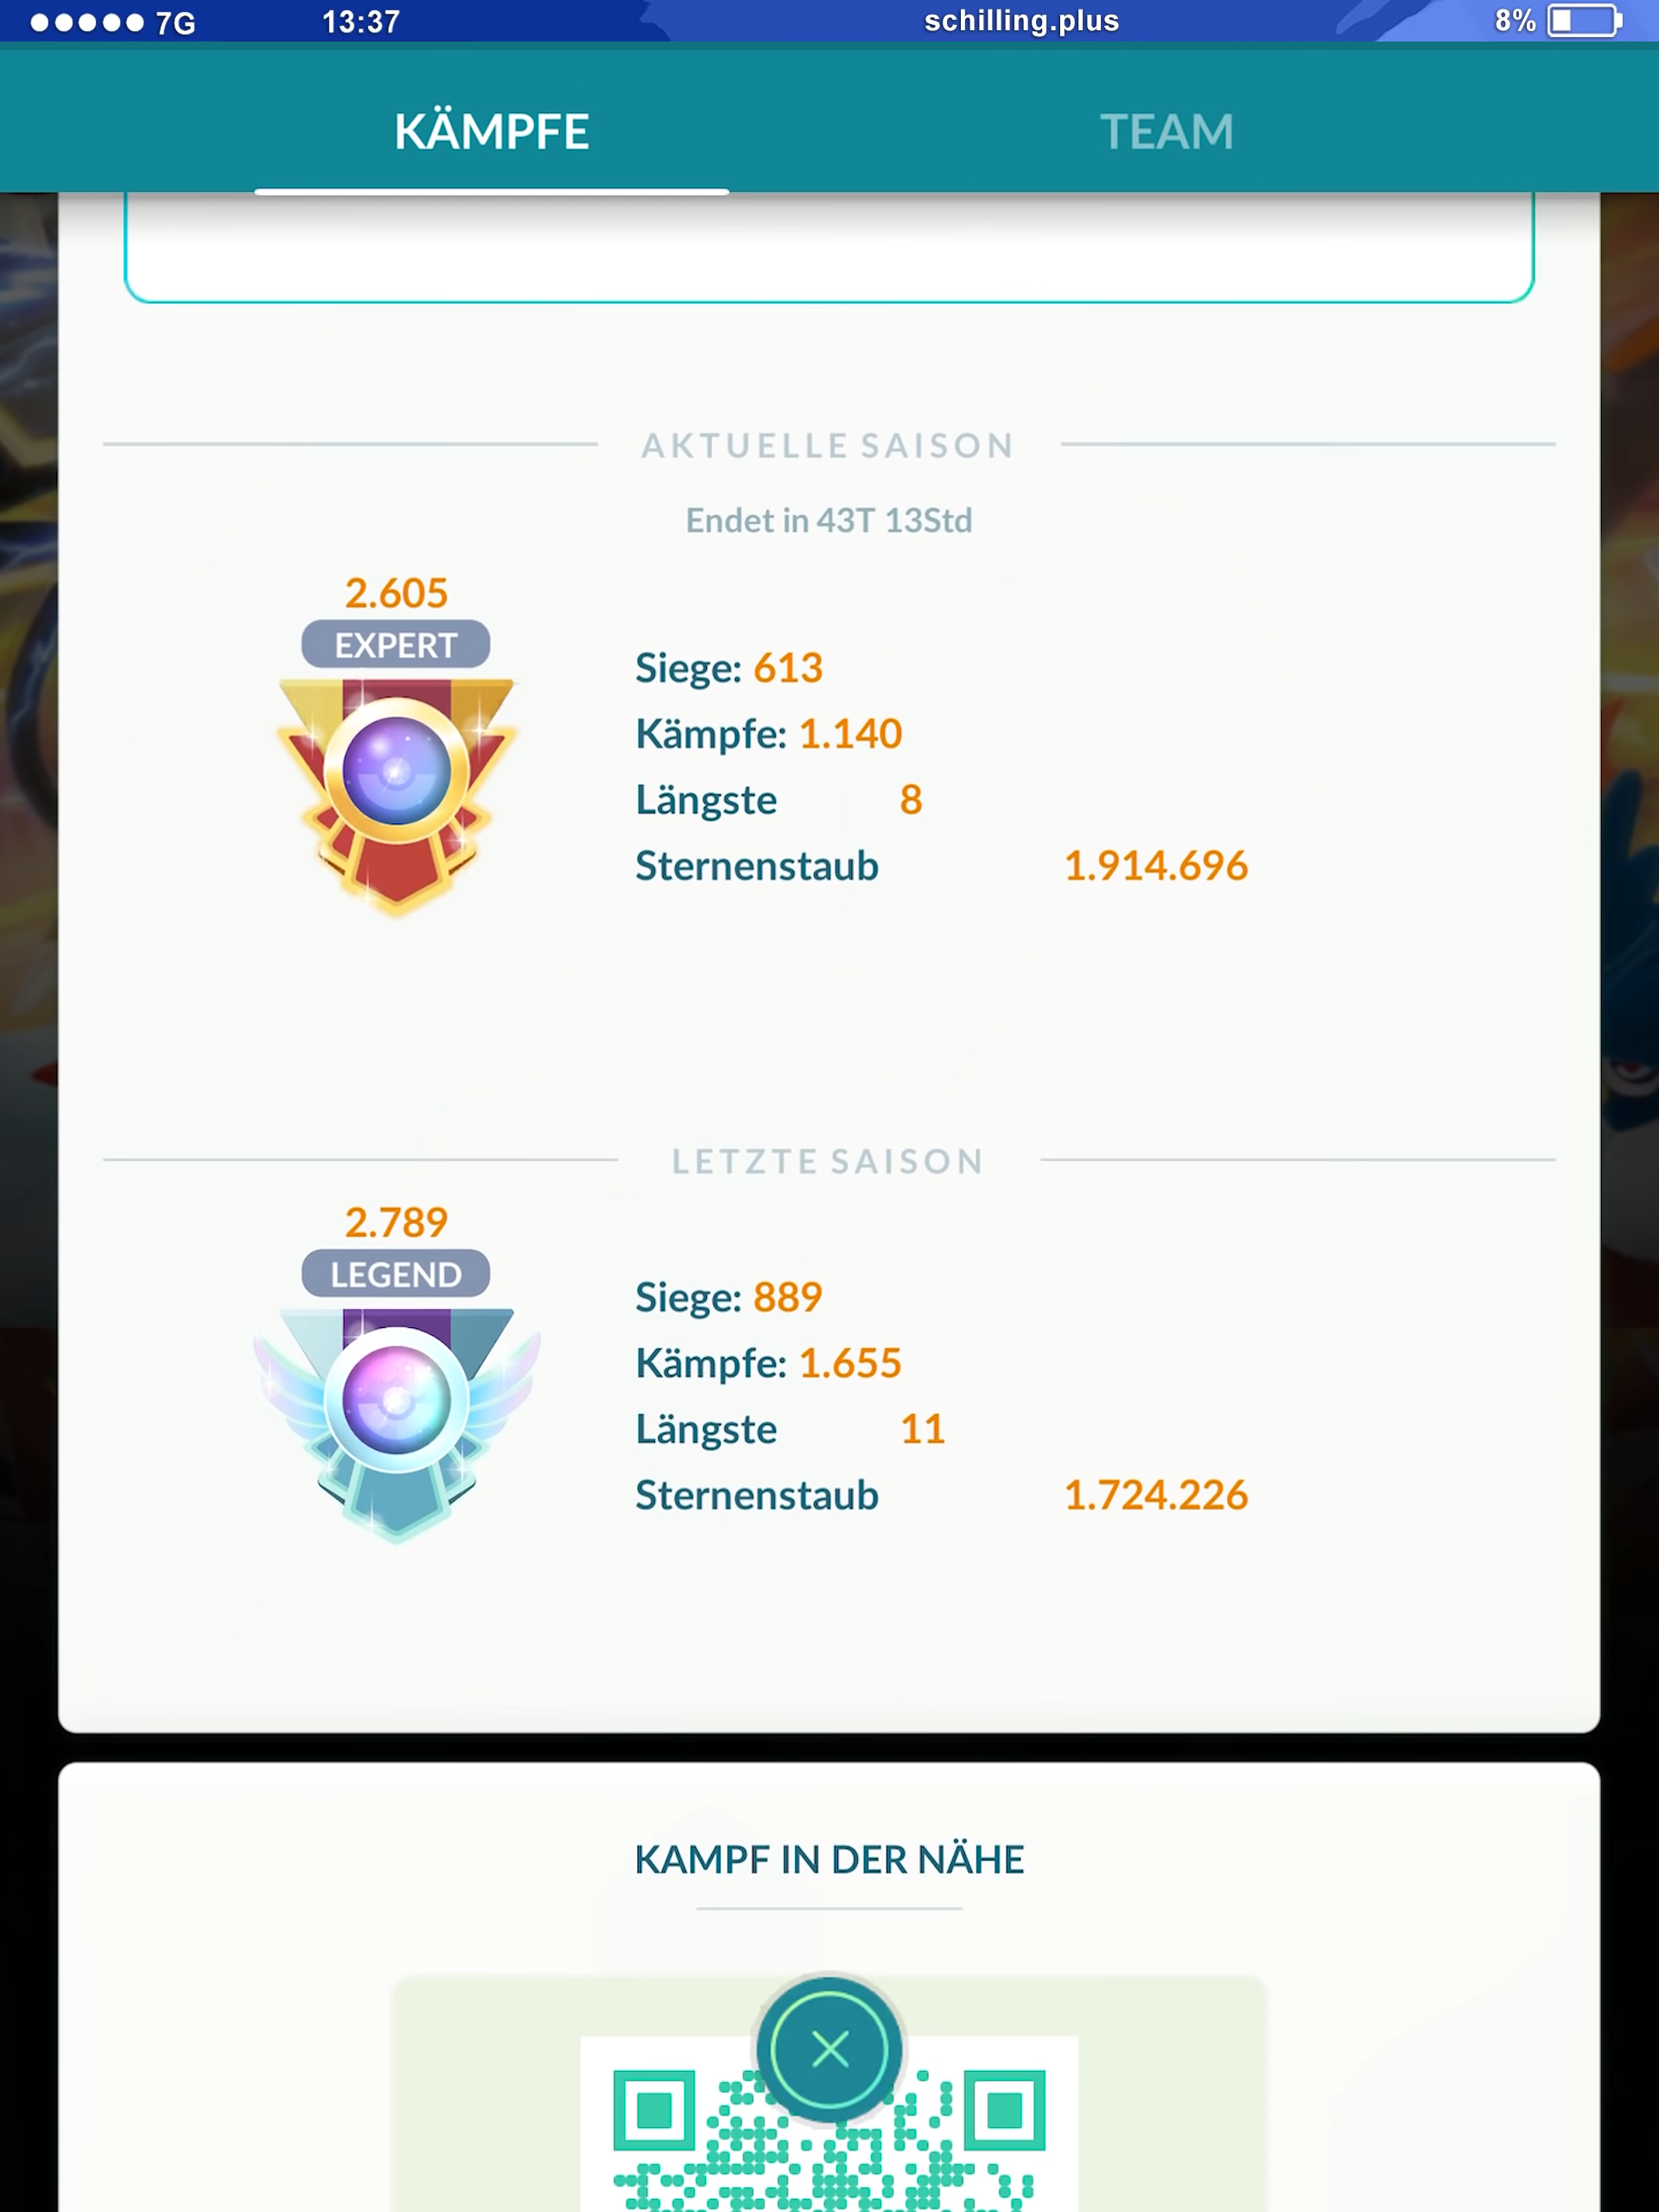 7G 13:37 schilling.plus 8%
KÄMPFE TEAM
AKTUELLE SAISON
Endet in 43T 13Std
2.605
EXPERT
Siege: 613
Kämpfe: 1.140
Längste 8
Sternenstaub 1.914.696
LETZTE SAISON
2.789
LEGEND
Siege: 889
Kämpfe: 1.655
Längste 11
Sternenstaub 1.724.226
KAMPF IN DER NÄHE